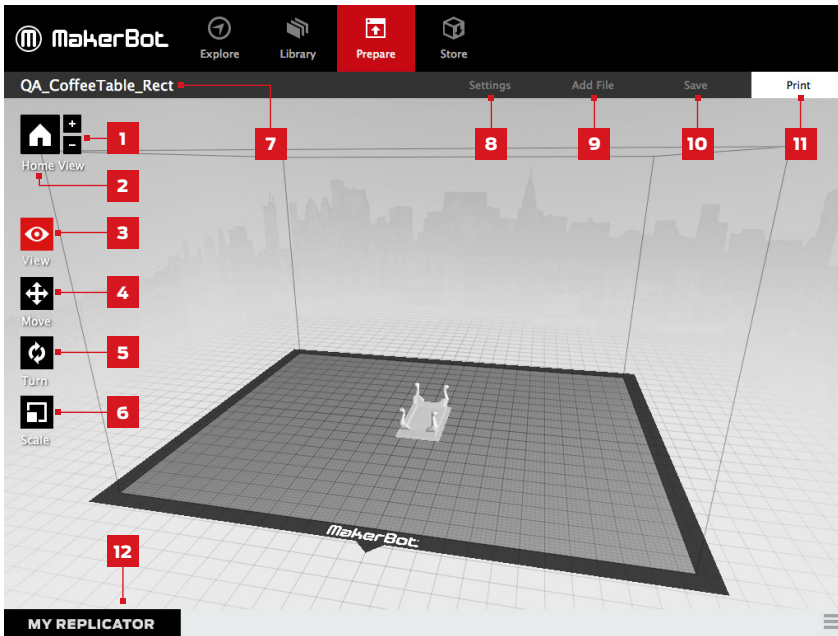 MakerBot
Explore Library Prepare Store
QA_CoffeeTable_Rect Settings Add File Save Print
+
1
-
7 8 9 10 11
Home View
2
3
View
4
Move
5
Turn
6
Scale
MakerBot
12
MY REPLICATOR